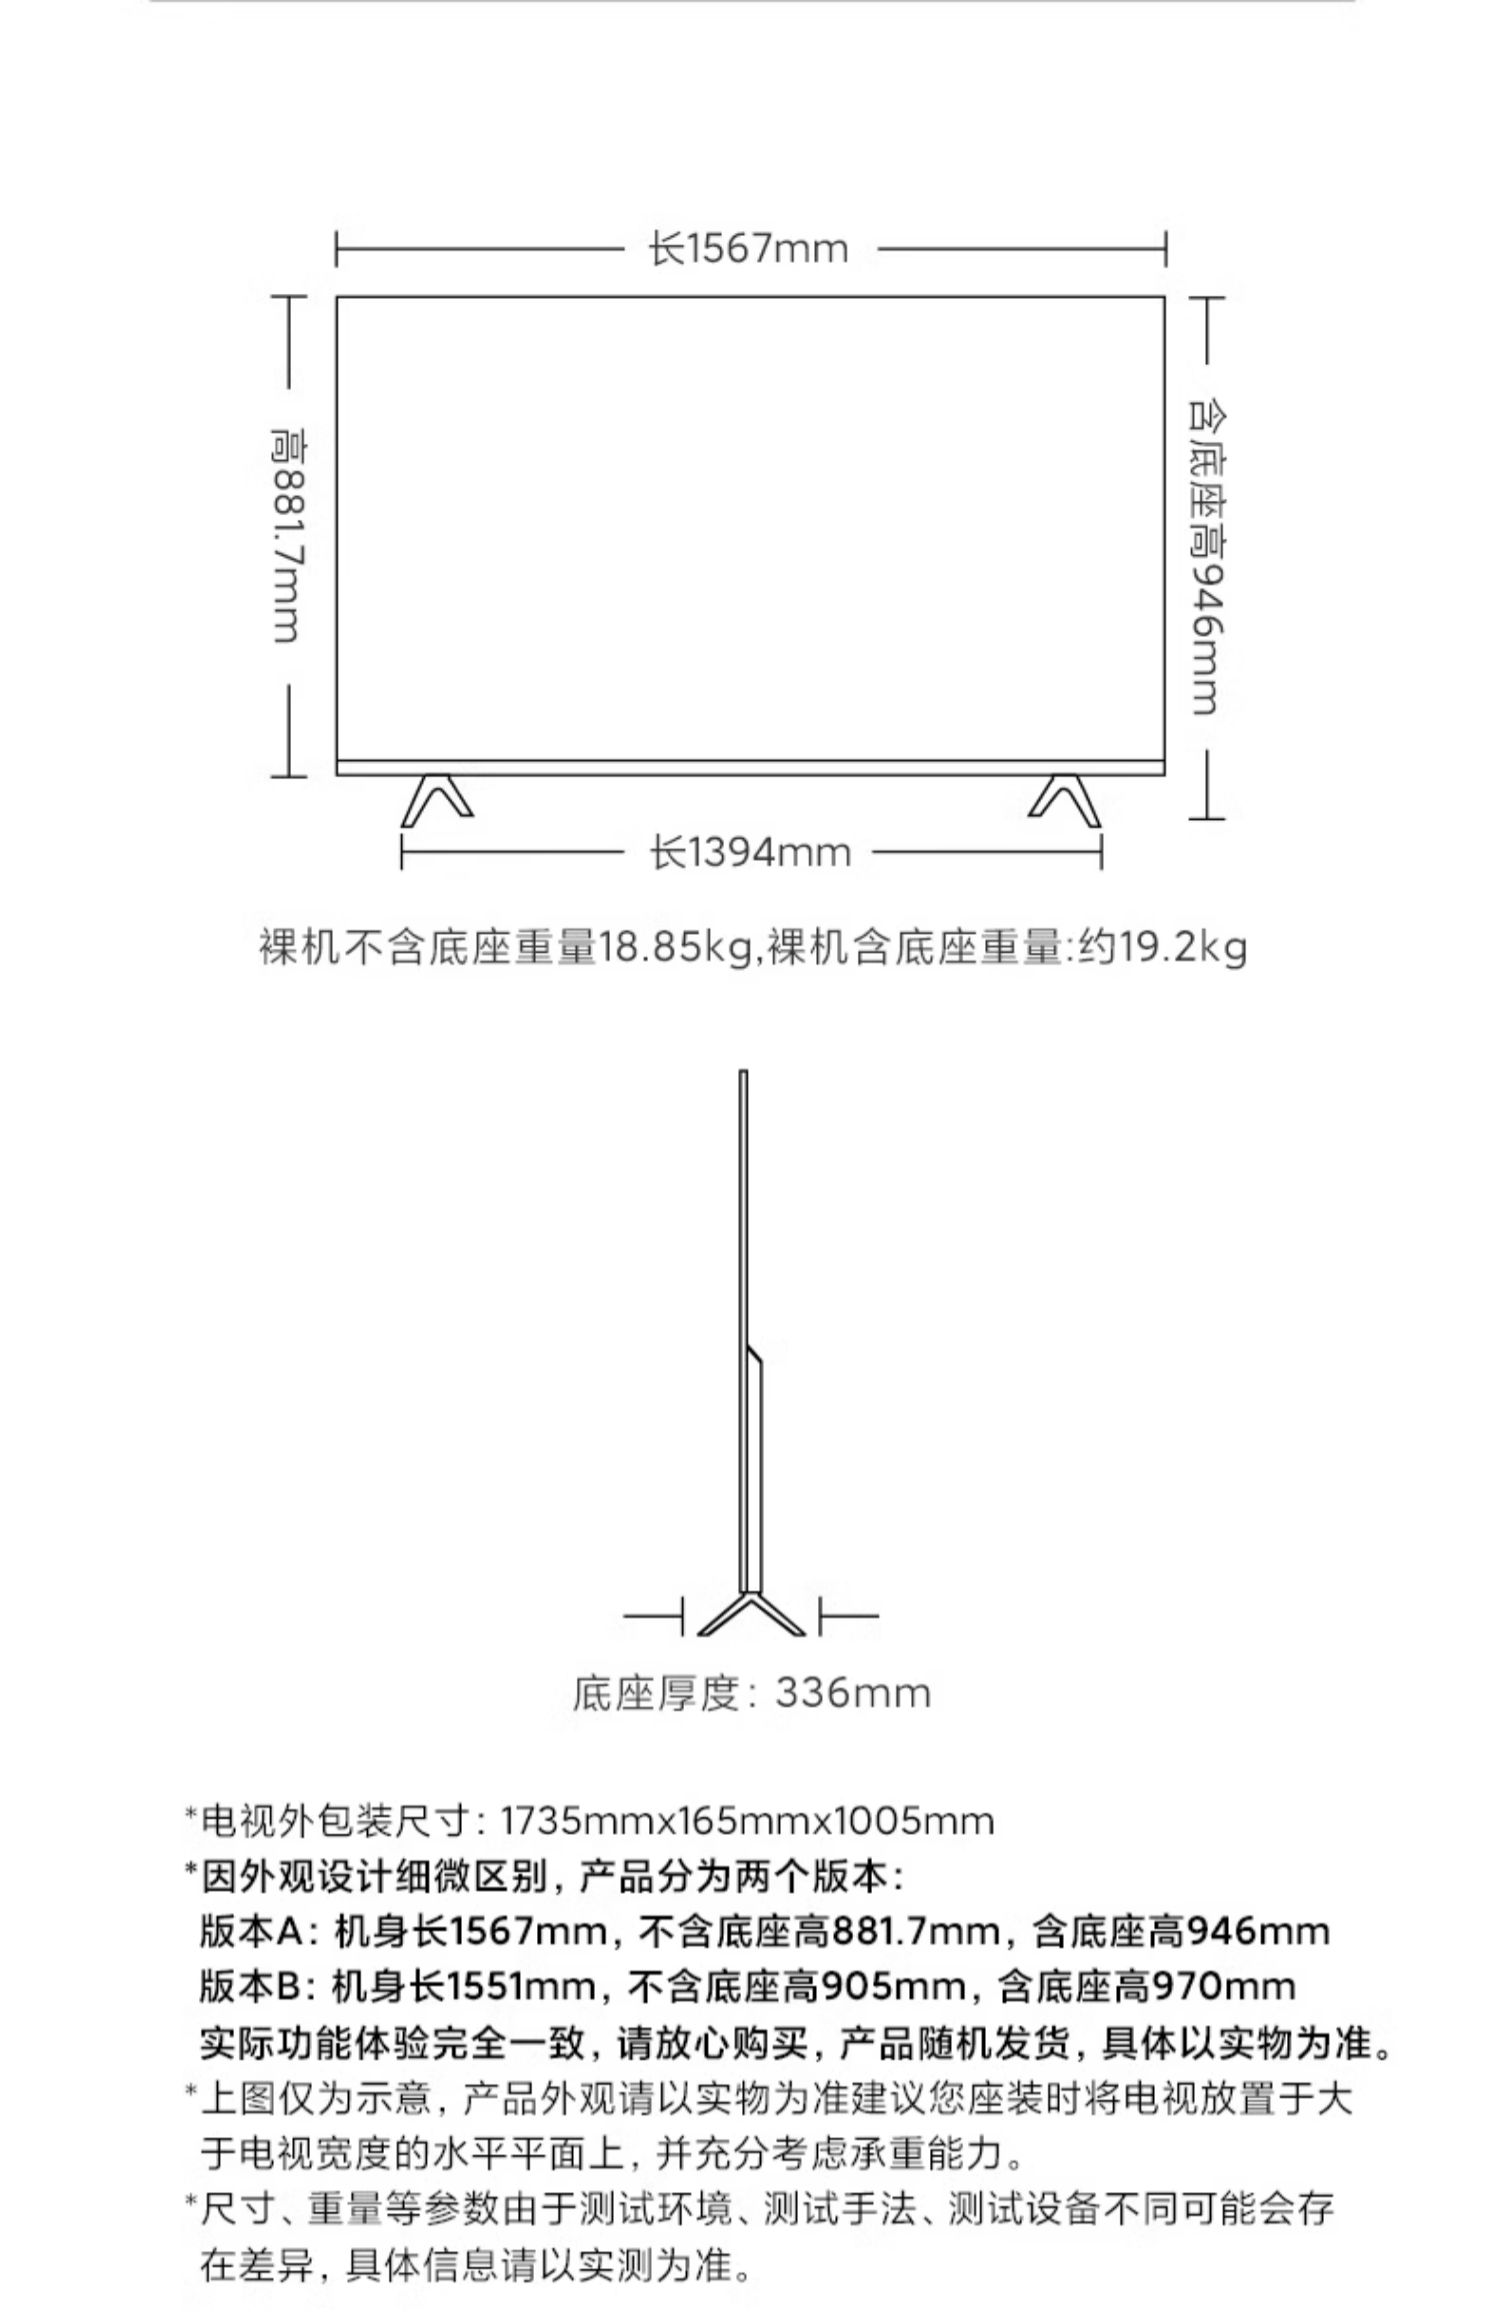 长1567mm
高881.7mm
含底座高946mm
长1394mm
裸机不含底座重量18.85kg,裸机含底座重量:约19.2kg
底座厚度：336mm
*电视外包装尺寸：1735mmx165mmx1005mm
*因外观设计细微区别，产品分为两个版本：
版本A：机身长1567mm，不含底座高881.7mm，含底座高946mm
版本B：机身长1551mm，不含底座高905mm，含底座高970mm
实际功能体验完全一致，请放心购买，产品随机发货，具体以实物为准。
*上图仅为示意，产品外观请以实物为准建议您座装时将电视放置于大
于电视宽度的水平平面上，并充分考虑承重能力。
*尺寸、重量等参数由于测试环境、测试手法、测试设备不同可能会存
在差异，具体信息请以实测为准。